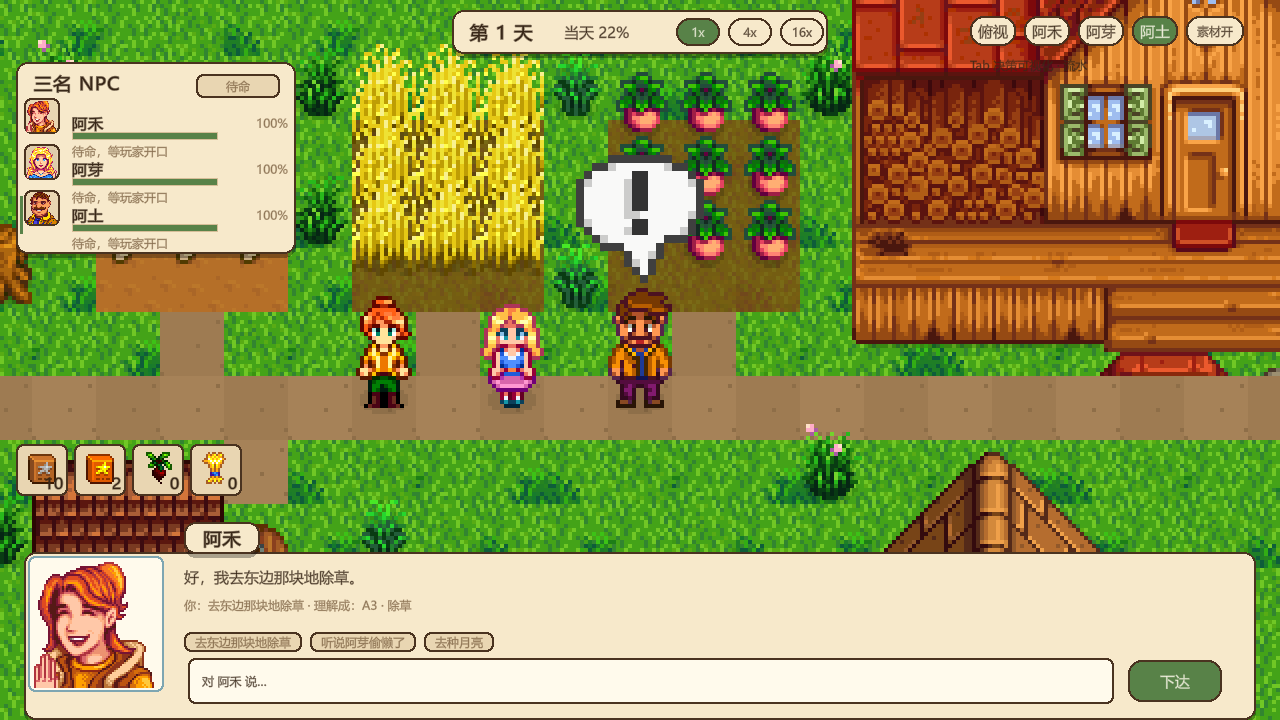 第 1 天 当天 22% 1x 4x 16x
俯视 阿禾 阿芽 阿土 素材开
三名 NPC 待命
阿禾 100%
待命，等玩家开口
阿芽 100%
待命，等玩家开口
阿土 100%
待命，等玩家开口
!
10 2 0 0
阿禾
好，我去东边那块地除草。
你：去东边那块地除草 · 理解成：A3 · 除草
去东边那块地除草 听说阿芽偷懒了 去种月亮
对 阿禾 说... 下达